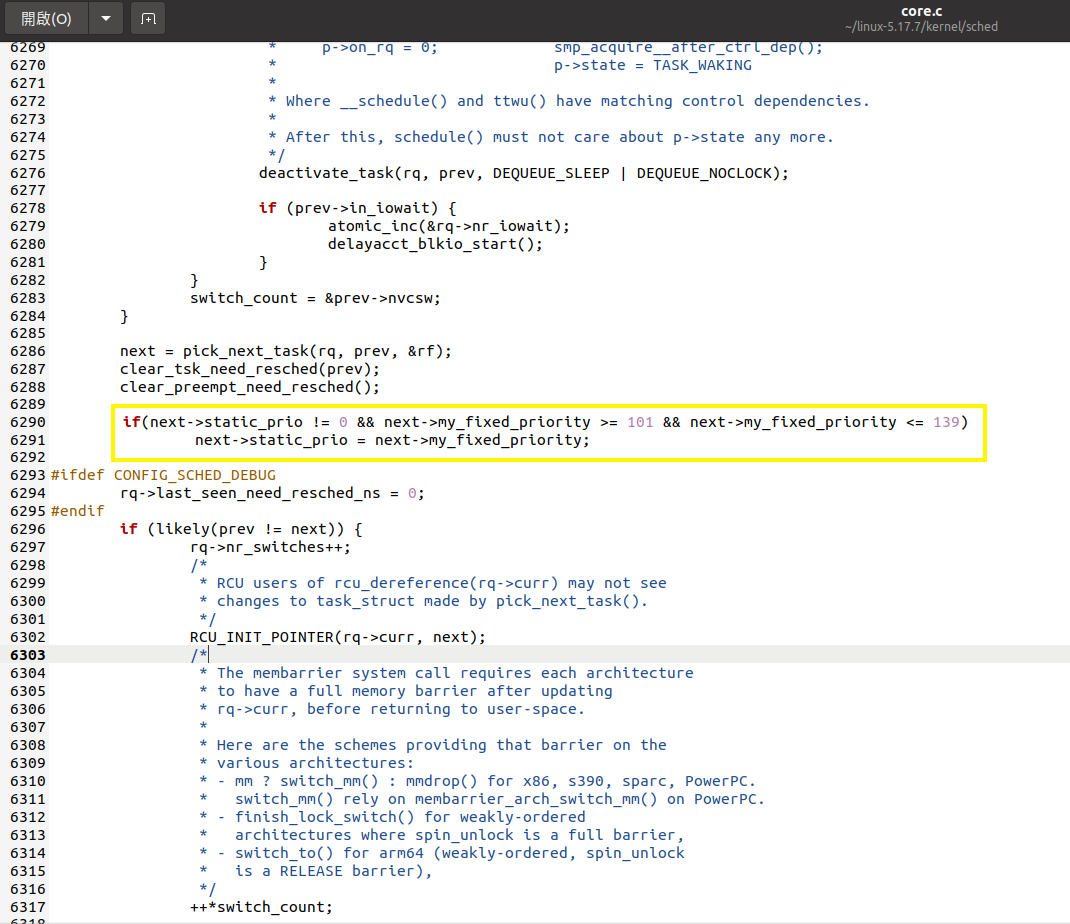 開啟(O)
core.c
~/linux-5.17.7/kernel/sched
6269 * p->on_rq = 0; smp_acquire__after_ctrl_dep();
6270 * p->state = TASK_WAKING
6271 *
6272 * Where __schedule() and ttwu() have matching control dependencies.
6273 *
6274 * After this, schedule() must not care about p->state any more.
6275 */
6276 deactivate_task(rq, prev, DEQUEUE_SLEEP | DEQUEUE_NOCLOCK);
6277
6278 if (prev->in_iowait) {
6279 atomic_inc(&rq->nr_iowait);
6280 delayacct_blkio_start();
6281 }
6282 }
6283 switch_count = &prev->nvcsw;
6284 }
6285
6286 next = pick_next_task(rq, prev, &rf);
6287 clear_tsk_need_resched(prev);
6288 clear_preempt_need_resched();
6289
6290 if(next->static_prio != 0 && next->my_fixed_priority >= 101 && next->my_fixed_priority <= 139)
6291 next->static_prio = next->my_fixed_priority;
6292
6293 #ifdef CONFIG_SCHED_DEBUG
6294 rq->last_seen_need_resched_ns = 0;
6295 #endif
6296 if (likely(prev != next)) {
6297 rq->nr_switches++;
6298 /*
6299 * RCU users of rcu_dereference(rq->curr) may not see
6300 * changes to task_struct made by pick_next_task().
6301 */
6302 RCU_INIT_POINTER(rq->curr, next);
6303 /*
6304 * The membarrier system call requires each architecture
6305 * to have a full memory barrier after updating
6306 * rq->curr, before returning to user-space.
6307 *
6308 * Here are the schemes providing that barrier on the
6309 * various architectures:
6310 * - mm ? switch_mm() : mmdrop() for x86, s390, sparc, PowerPC.
6311 * switch_mm() rely on membarrier_arch_switch_mm() on PowerPC.
6312 * - finish_lock_switch() for weakly-ordered
6313 * architectures where spin_unlock is a full barrier,
6314 * - switch_to() for arm64 (weakly-ordered, spin_unlock
6315 * is a RELEASE barrier),
6316 */
6317 ++*switch_count;
6318